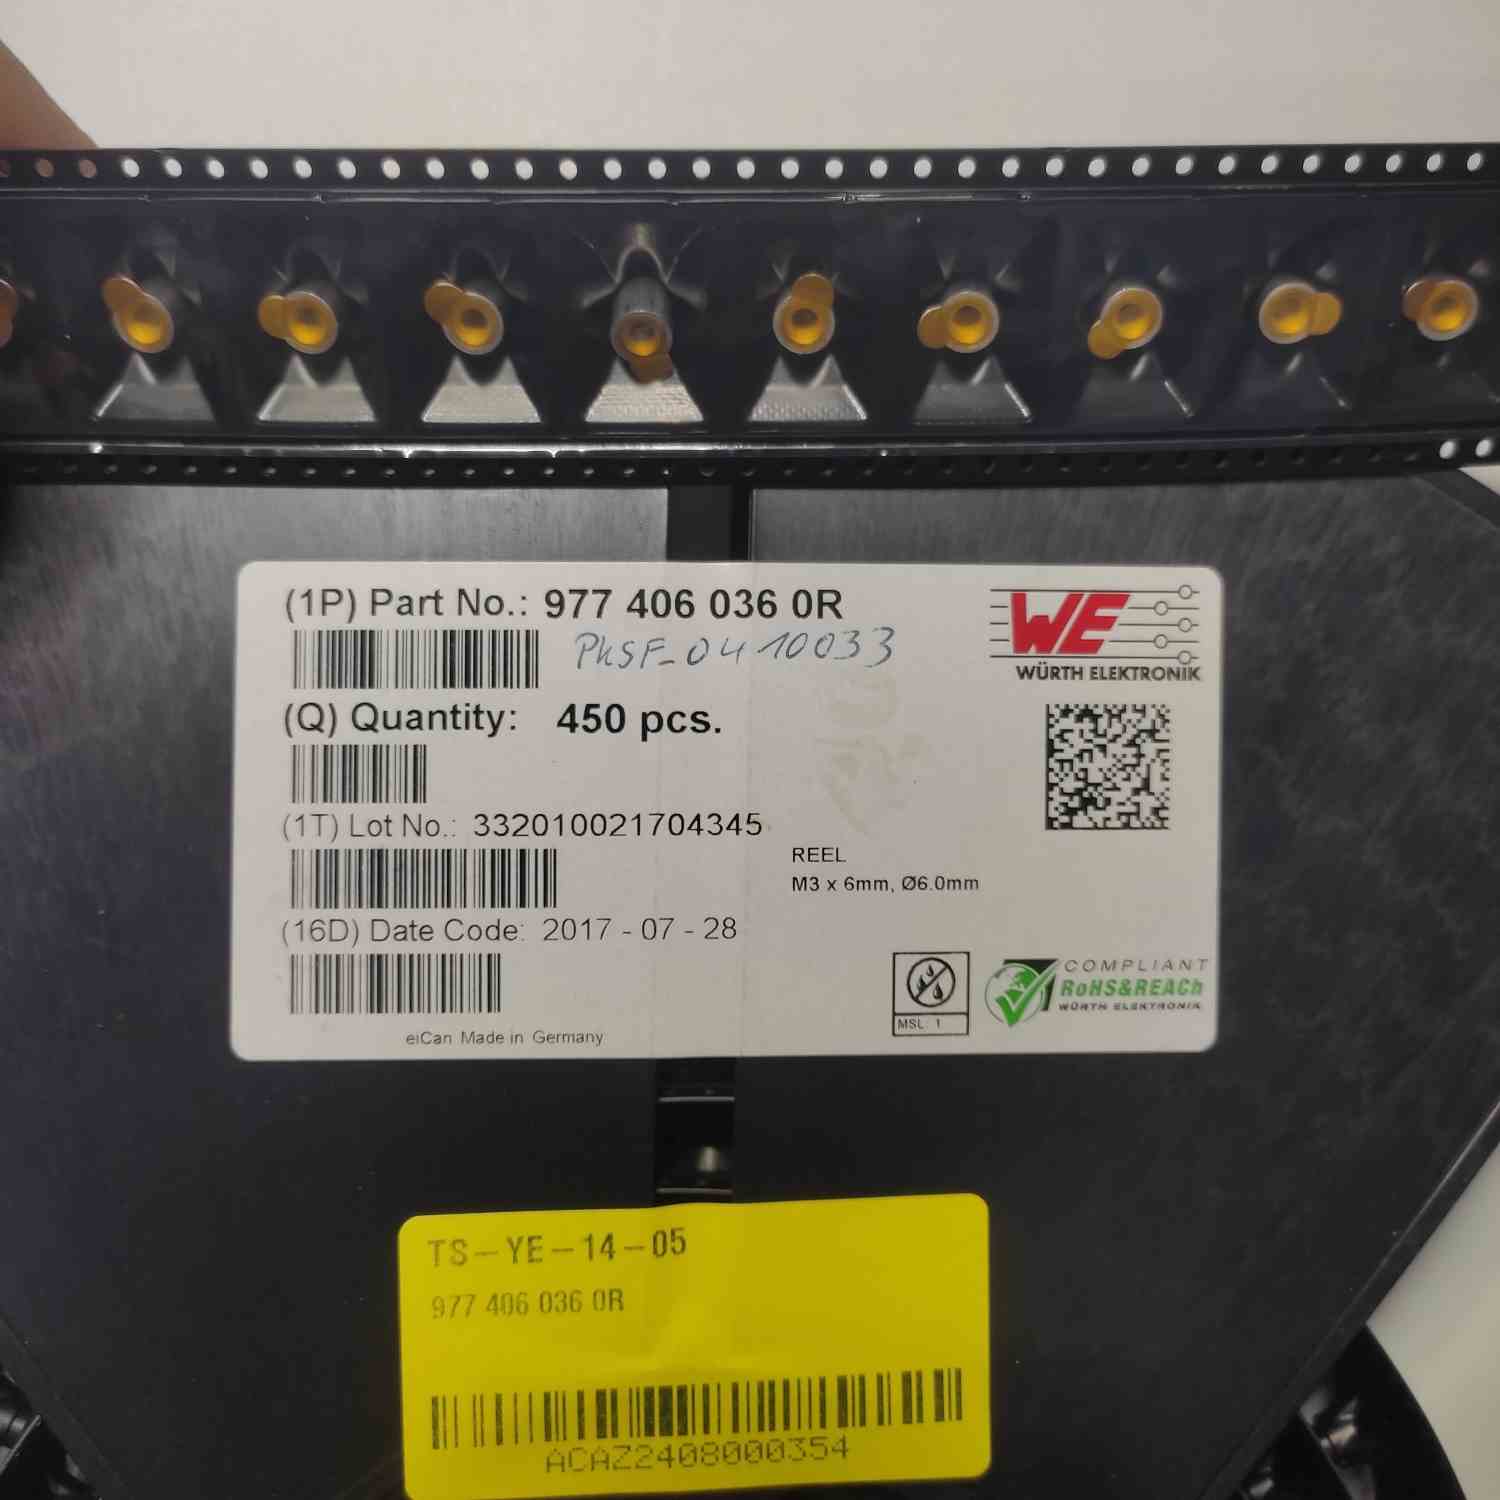 (1P) Part No.: 977 406 036 0R
PhSF-0410033
WE
WÜRTH ELEKTRONIK
(Q) Quantity: 450 pcs.
(1T) Lot No.: 332010021704345
REEL
M3 x 6mm, Ø6.0mm
(16D) Date Code: 2017 - 07 - 28
eiCan Made in Germany
MSL: 1
COMPLIANT
RoHS&REACh
WÜRTH ELEKTRONIK
TS-YE-14-05
977 406 036 0R
ACAZ2408000354